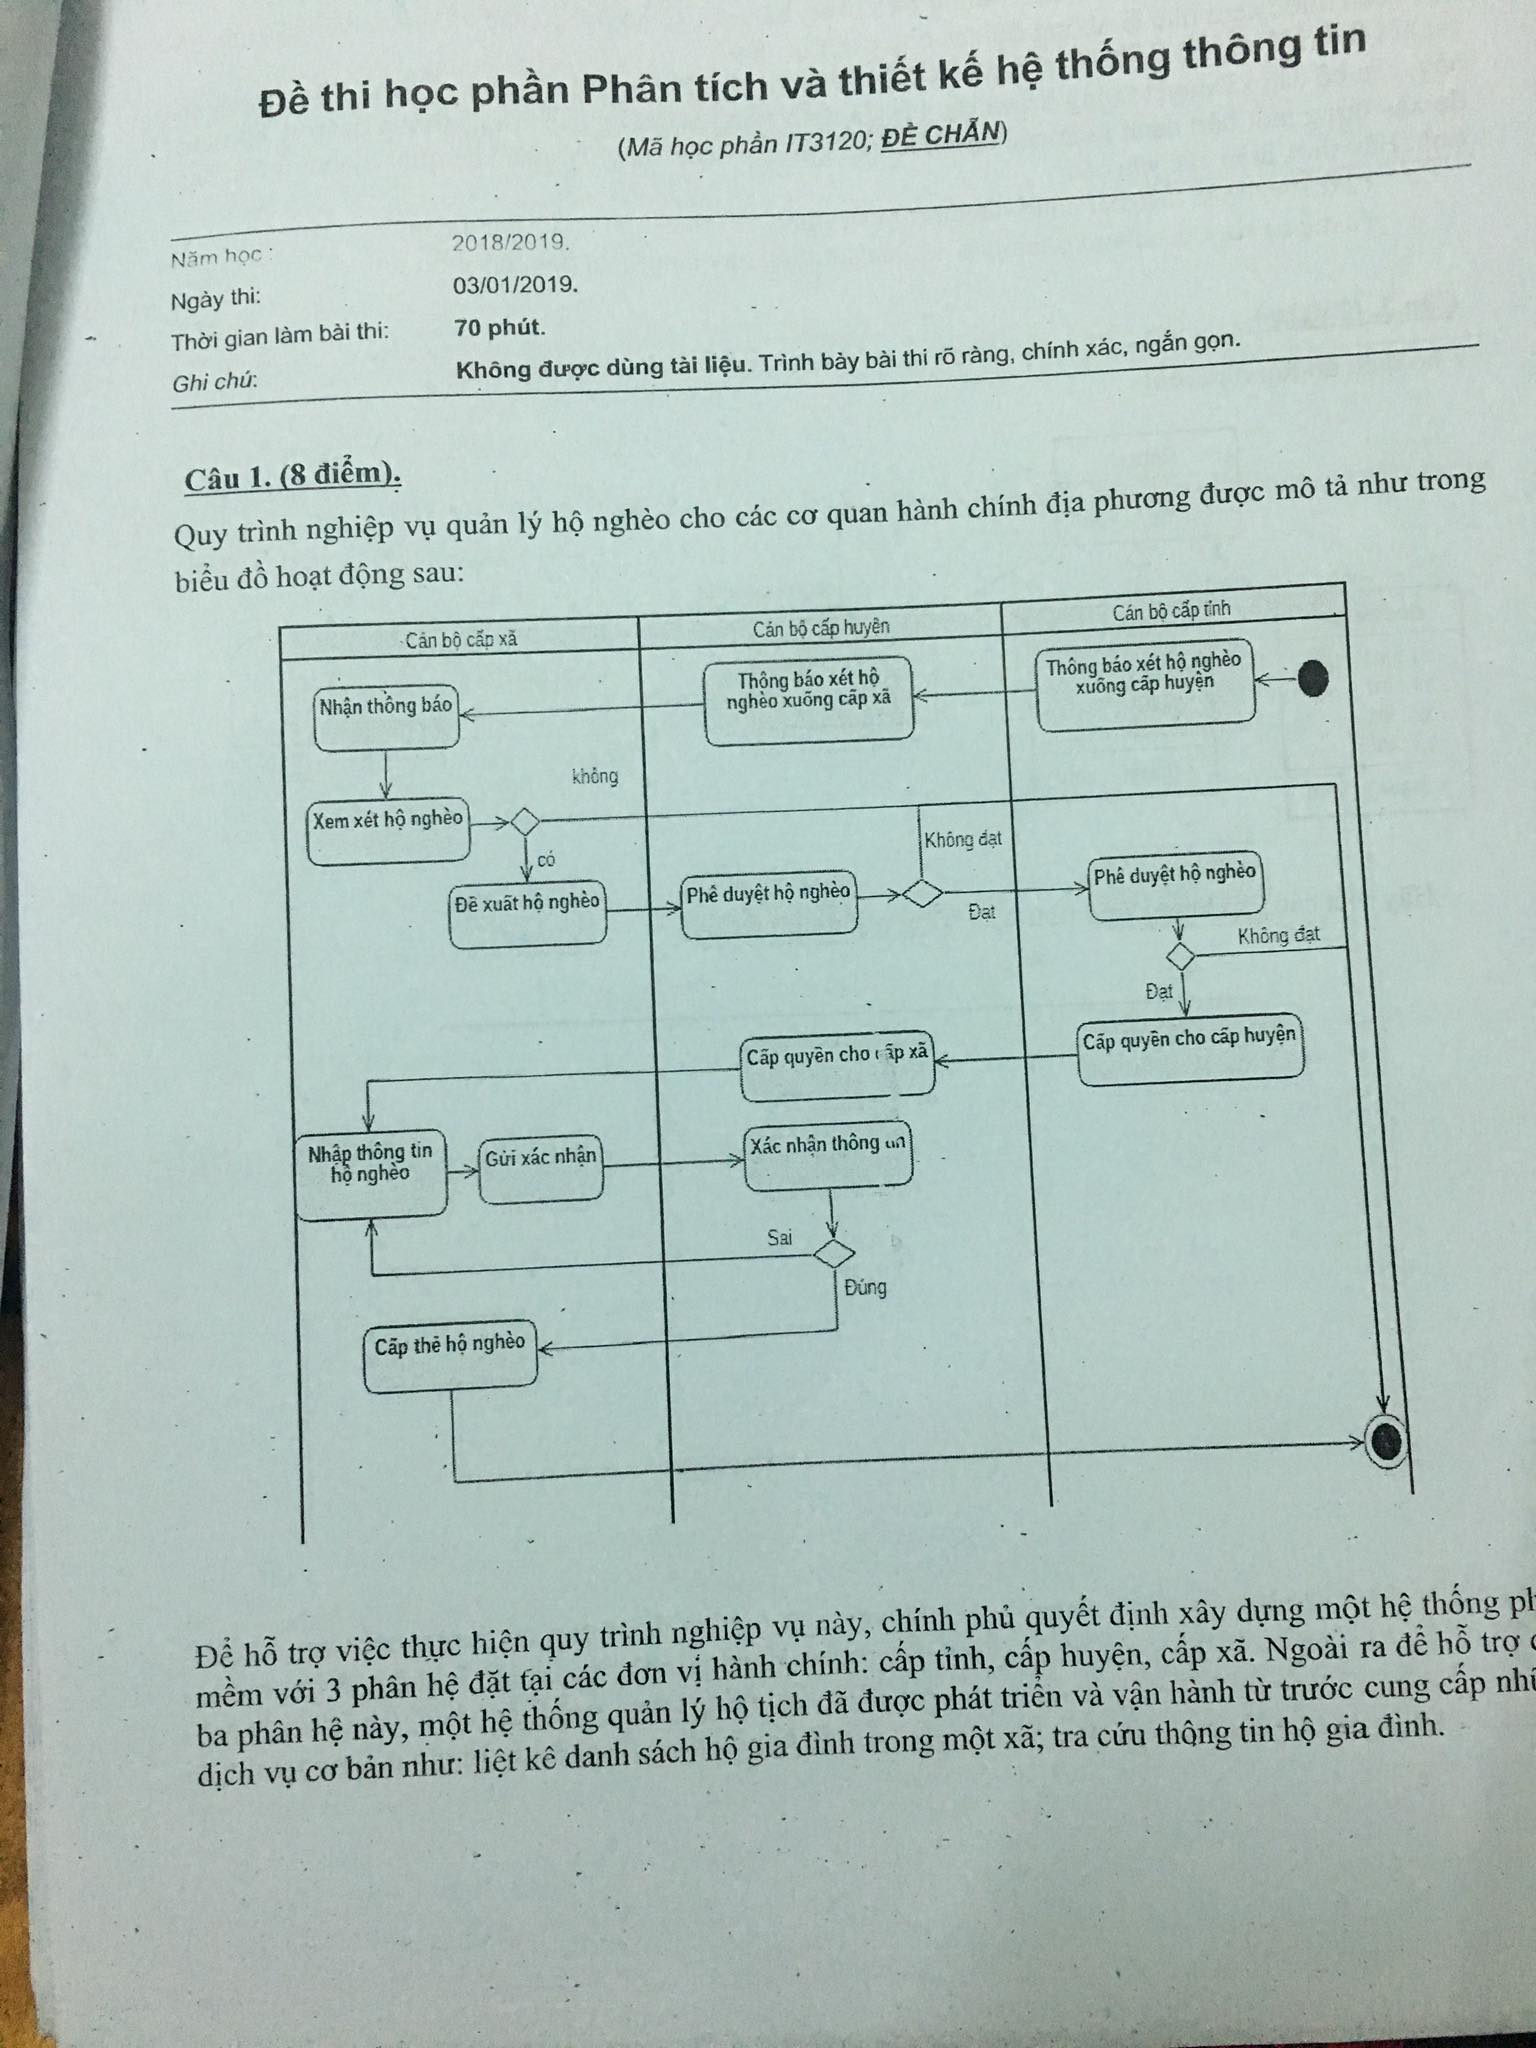 Đề thi học phần Phân tích và thiết kế hệ thống thông tin
(Mã học phần IT3120; ĐỀ CHẴN)
Năm học : 2018/2019.
Ngày thi: 03/01/2019.
Thời gian làm bài thi: 70 phút.
Ghi chú: Không được dùng tài liệu. Trình bày bài thi rõ ràng, chính xác, ngắn gọn.
Câu 1. (8 điểm).
Quy trình nghiệp vụ quản lý hộ nghèo cho các cơ quan hành chính địa phương được mô tả như trong
biểu đồ hoạt động sau:
Cán bộ cấp xã
Cán bộ cấp huyện
Cán bộ cấp tỉnh
Nhận thông báo
Thông báo xét hộ
nghèo xuống cấp xã
Thông báo xét hộ nghèo
xuống cấp huyện
không
Xem xét hộ nghèo
có
Không đạt
Đề xuất hộ nghèo
Phê duyệt hộ nghèo
Đạt
Phê duyệt hộ nghèo
Không đạt
Đạt
Cấp quyền cho cấp xã
Cấp quyền cho cấp huyện
Nhập thông tin
hộ nghèo
Gửi xác nhận
Xác nhận thông
Sai
Đúng
Cấp thẻ hộ nghèo
Để hỗ trợ việc thực hiện quy trình nghiệp vụ này, chính phủ quyết định xây dựng một hệ thống
mềm với 3 phân hệ đặt tại các đơn vị hành chính: cấp tỉnh, cấp huyện, cấp xã. Ngoài ra để hỗ trợ
ba phân hệ này, một hệ thống quản lý hộ tịch đã được phát triển và vận hành từ trước cung cấp
dịch vụ cơ bản như: liệt kê danh sách hộ gia đình trong một xã; tra cứu thông tin hộ gia đình.